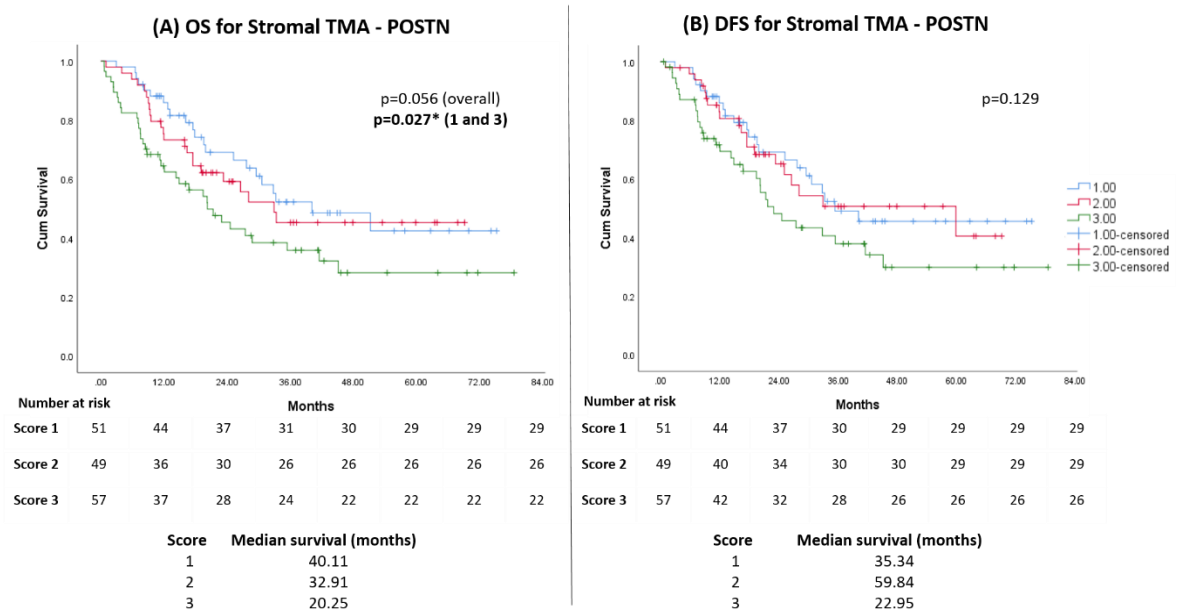 (A) OS for Stromal TMA - POSTN
p=0.056 (overall)
p=0.027* (1 and 3)
Cum Survival
1.0
0.8
0.6
0.4
0.2
0.0
.00 12.00 24.00 36.00 48.00 60.00 72.00 84.00
Months
Number at risk
Score 1 51 44 37 31 30 29 29 29
Score 2 49 36 30 26 26 26 26 26
Score 3 57 37 28 24 22 22 22 22
Score Median survival (months)
1 40.11
2 32.91
3 20.25
(B) DFS for Stromal TMA - POSTN
p=0.129
Cum Survival
1.0
0.8
0.6
0.4
0.2
0.0
.00 12.00 24.00 36.00 48.00 60.00 72.00 84.00
Months
1.00
2.00
3.00
1.00-censored
2.00-censored
3.00-censored
Number at risk
Score 1 51 44 37 30 29 29 29 29
Score 2 49 40 34 30 30 29 29 29
Score 3 57 42 32 28 26 26 26 26
Score Median survival (months)
1 35.34
2 59.84
3 22.95